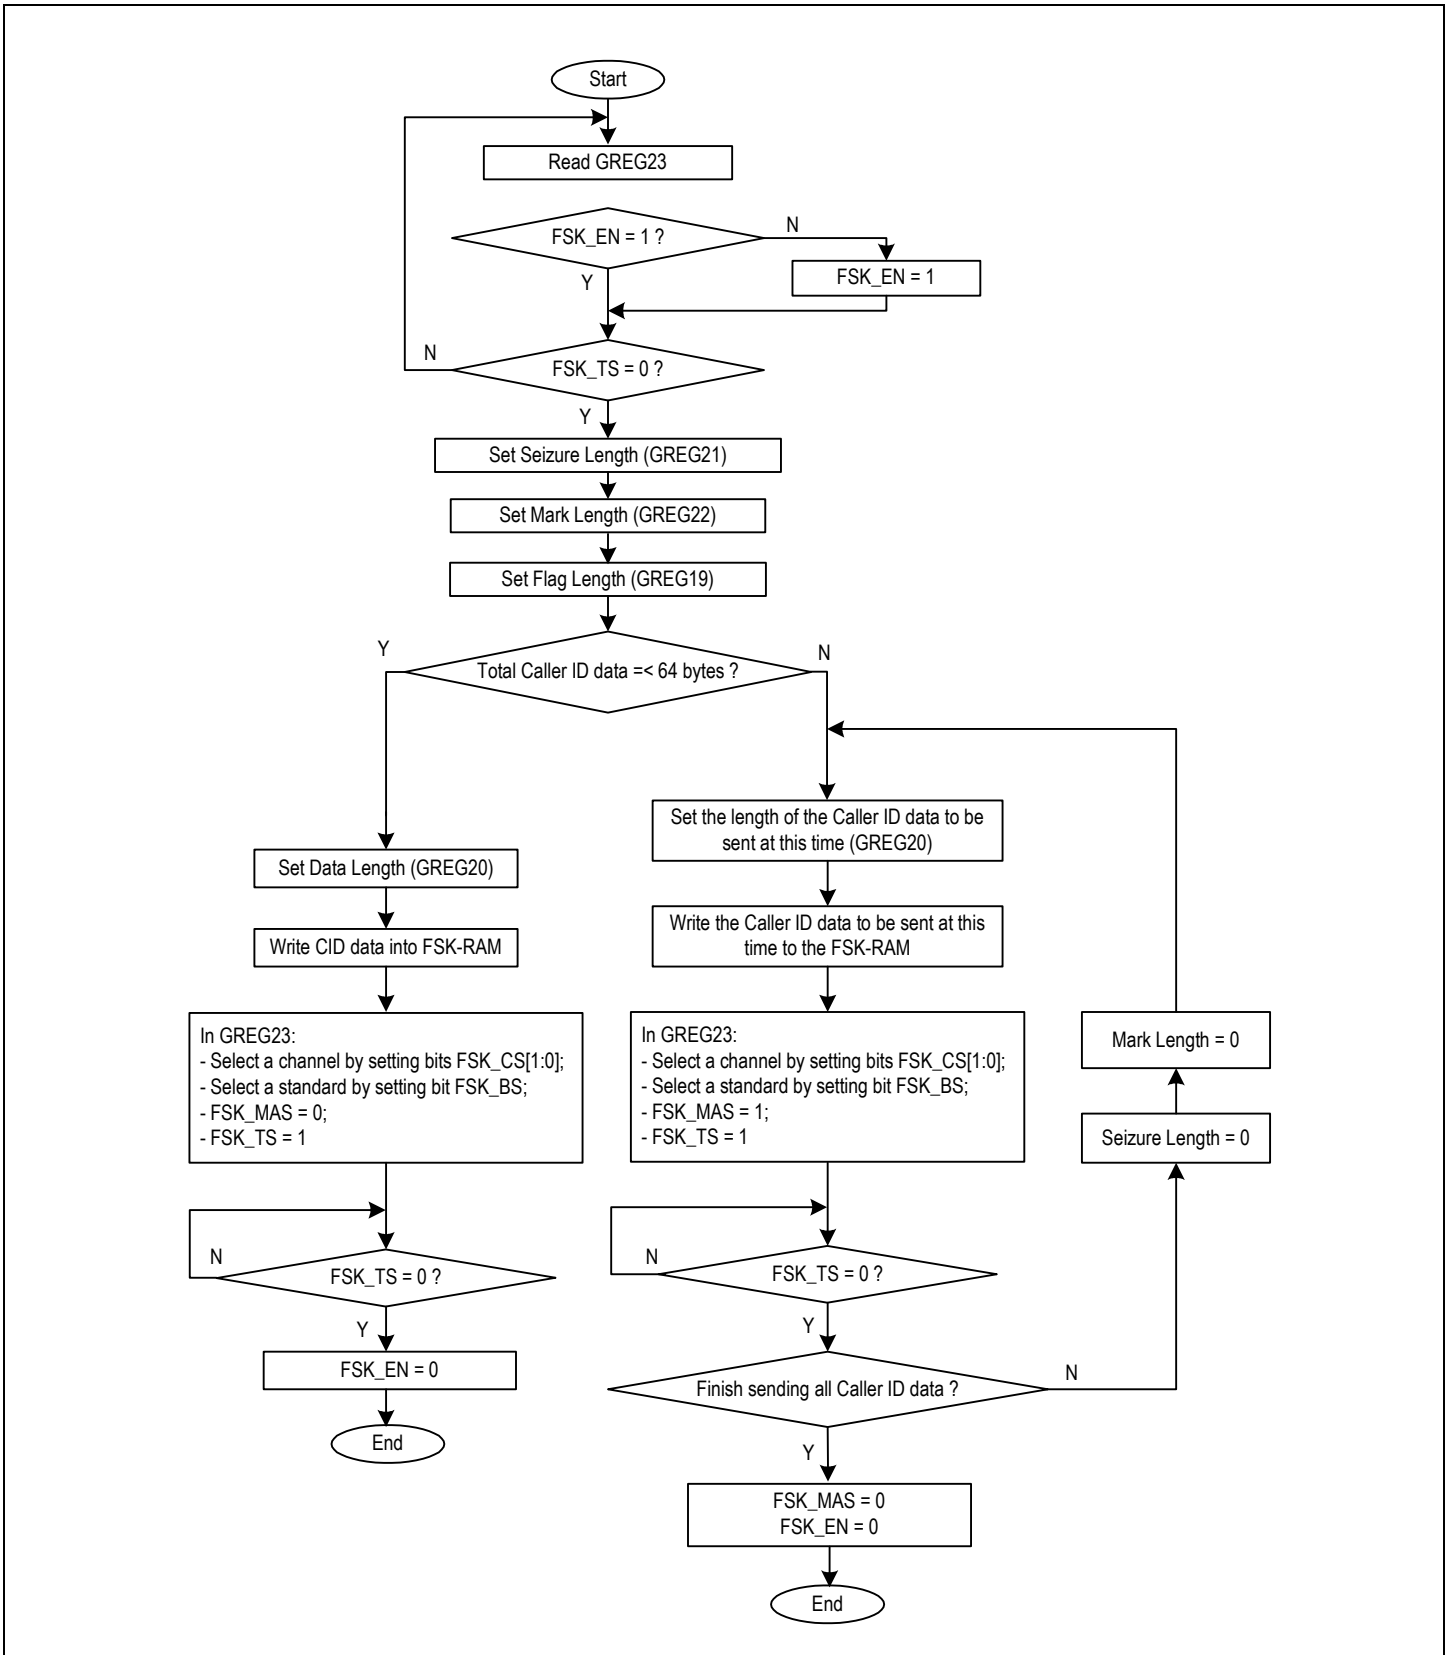 Start
Read GREG23
FSK_EN = 1 ?
N
FSK_EN = 1
Y
N
FSK_TS = 0 ?
Y
Set Seizure Length (GREG21)
Set Mark Length (GREG22)
Set Flag Length (GREG19)
Y
Total Caller ID data =< 64 bytes ?
N
Set Data Length (GREG20)
Write CID data into FSK-RAM
In GREG23:
- Select a channel by setting bits FSK_CS[1:0];
- Select a standard by setting bit FSK_BS;
- FSK_MAS = 0;
- FSK_TS = 1
N
FSK_TS = 0 ?
Y
FSK_EN = 0
End
Set the length of the Caller ID data to be
sent at this time (GREG20)
Write the Caller ID data to be sent at this
time to the FSK-RAM
In GREG23:
- Select a channel by setting bits FSK_CS[1:0];
- Select a standard by setting bit FSK_BS;
- FSK_MAS = 1;
- FSK_TS = 1
N
FSK_TS = 0 ?
Y
Finish sending all Caller ID data ?
N
Mark Length = 0
Seizure Length = 0
Y
FSK_MAS = 0
FSK_EN = 0
End